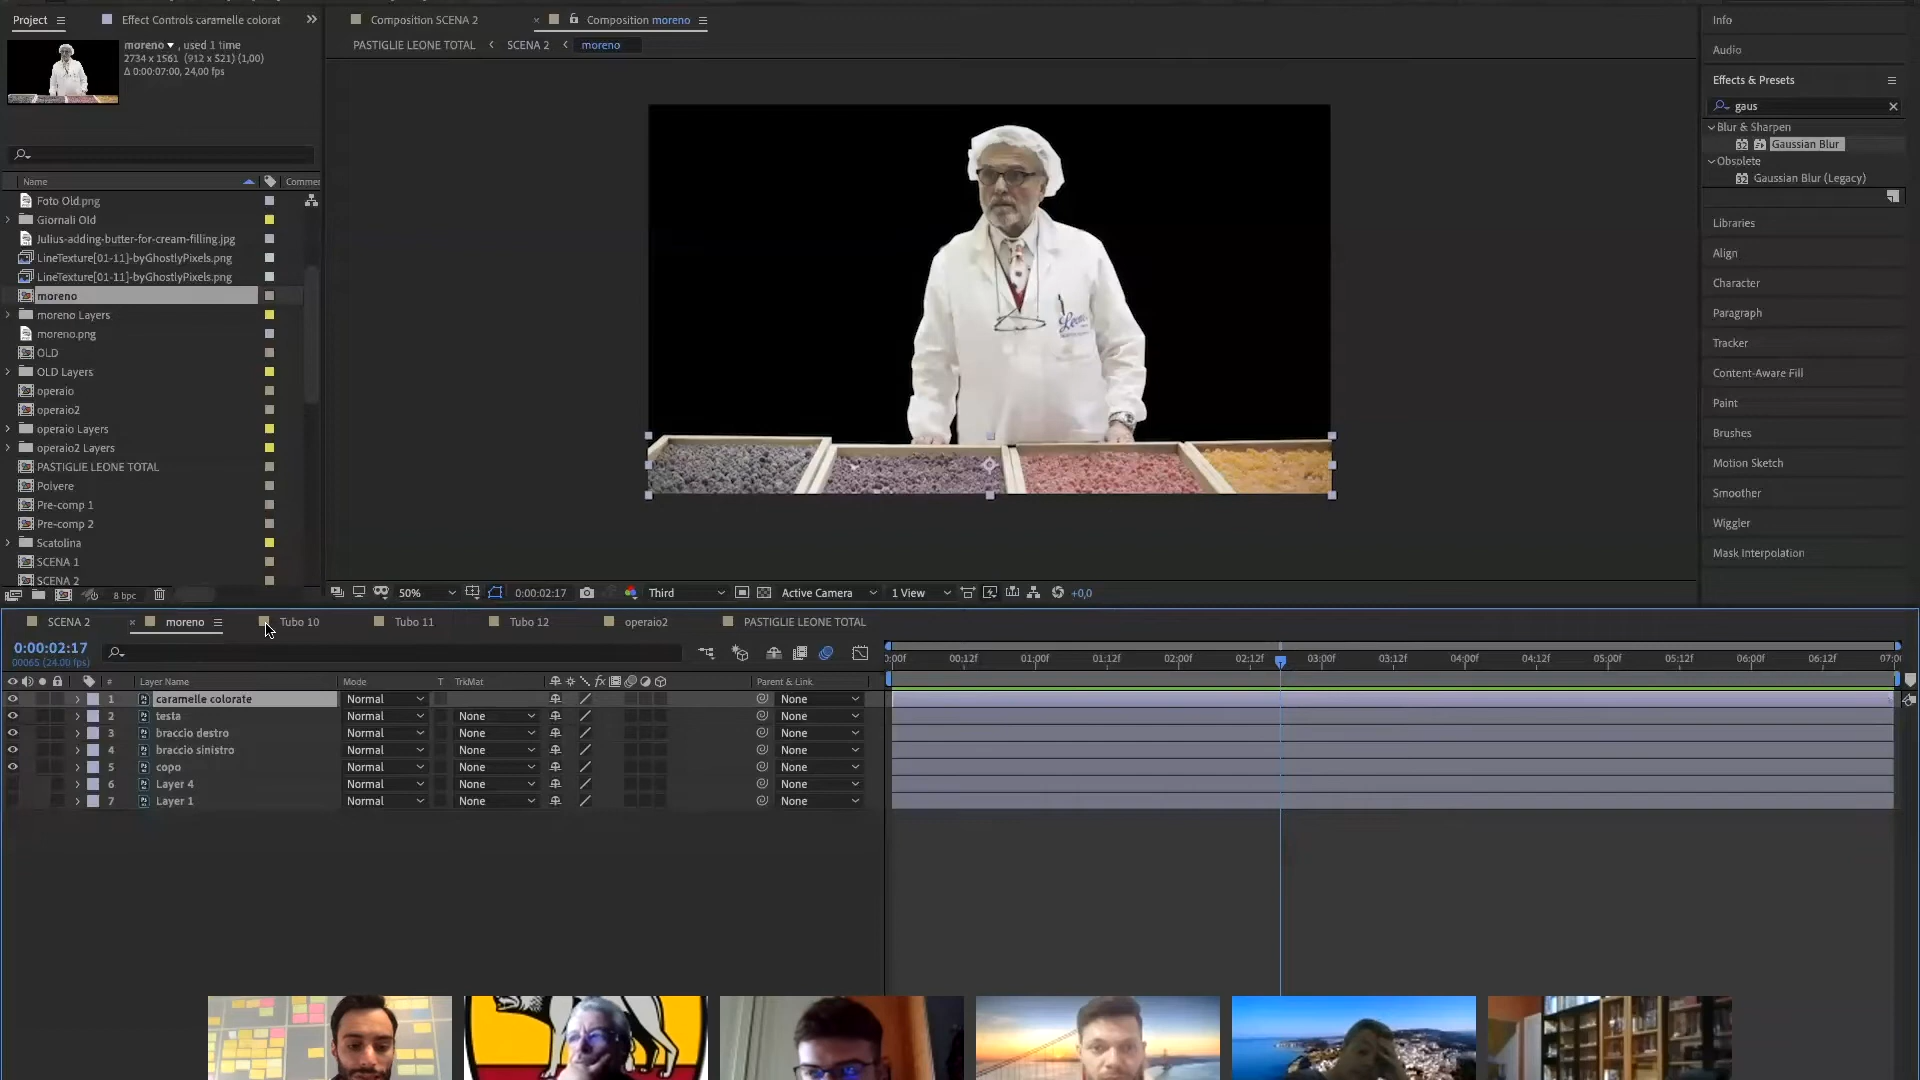 Project
Effect Controls caramelle colorat
moreno , used 1 time
2734 x 1561 (912 x 521) (1,00)
Δ 0:00:07:00, 24,00 fps
Name
Commer
Foto Old.png
Giornali Old
Julius-adding-butter-for-cream-filling.jpg
LineTexture[01-11]-byGhostlyPixels.png
LineTexture[01-11]-byGhostlyPixels.png
moreno
moreno Layers
moreno.png
OLD
OLD Layers
operaio
operaio2
operaio Layers
operaio2 Layers
PASTIGLIE LEONE TOTAL
Polvere
Pre-comp 1
Pre-comp 2
Scatolina
SCENA 1
SCENA 2
8 bpc
Composition SCENA 2
Composition moreno
PASTIGLIE LEONE TOTAL
SCENA 2
moreno
Leone
50%
0:00:02:17
Third
Active Camera
1 View
+0,0
Info
Audio
Effects & Presets
gaus
Blur & Sharpen
32
Gaussian Blur
Obsolete
32
Gaussian Blur (Legacy)
Libraries
Align
Character
Paragraph
Tracker
Content-Aware Fill
Paint
Brushes
Motion Sketch
Smoother
Wiggler
Mask Interpolation
SCENA 2
moreno
Tubo 10
Tubo 11
Tubo 12
operaio2
PASTIGLIE LEONE TOTAL
0:00:02:17
00065 (24.00 fps)
:00f 00:12f 01:00f 01:12f 02:00f 02:12f 03:00f 03:12f 04:00f 04:12f 05:00f 05:12f 06:00f 06:12f 07:0
# Layer Name Mode T TrkMat fx Parent & Link
1 caramelle colorate Normal None
2 testa Normal None None
3 braccio destro Normal None None
4 braccio sinistro Normal None None
5 copo Normal None None
6 Layer 4 Normal None None
7 Layer 1 Normal None None